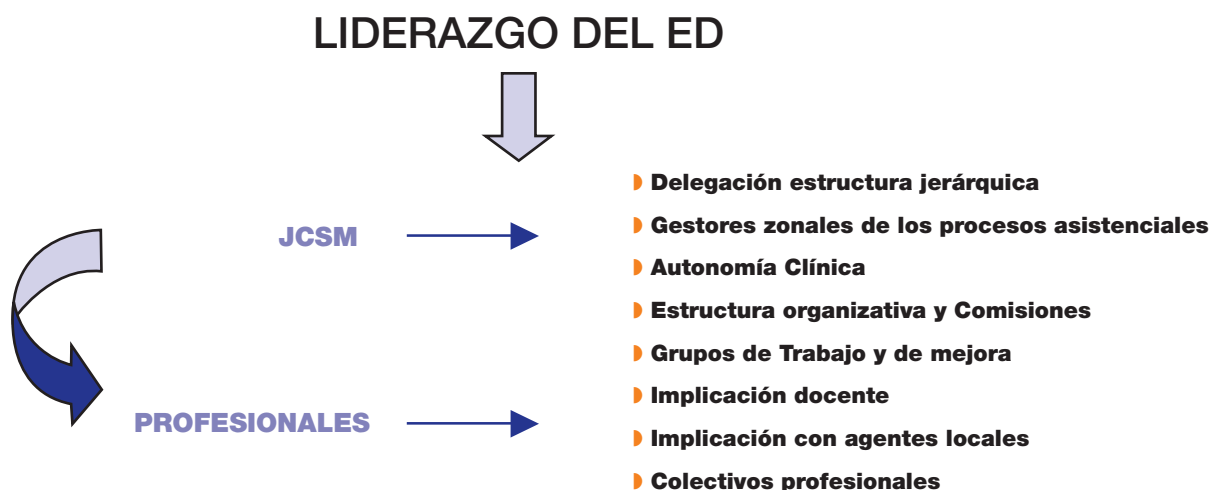 LIDERAZGO DEL ED
JCSM
PROFESIONALES
Delegación estructura jerárquica
Gestores zonales de los procesos asistenciales
Autonomía Clínica
Estructura organizativa y Comisiones
Grupos de Trabajo y de mejora
Implicación docente
Implicación con agentes locales
Colectivos profesionales